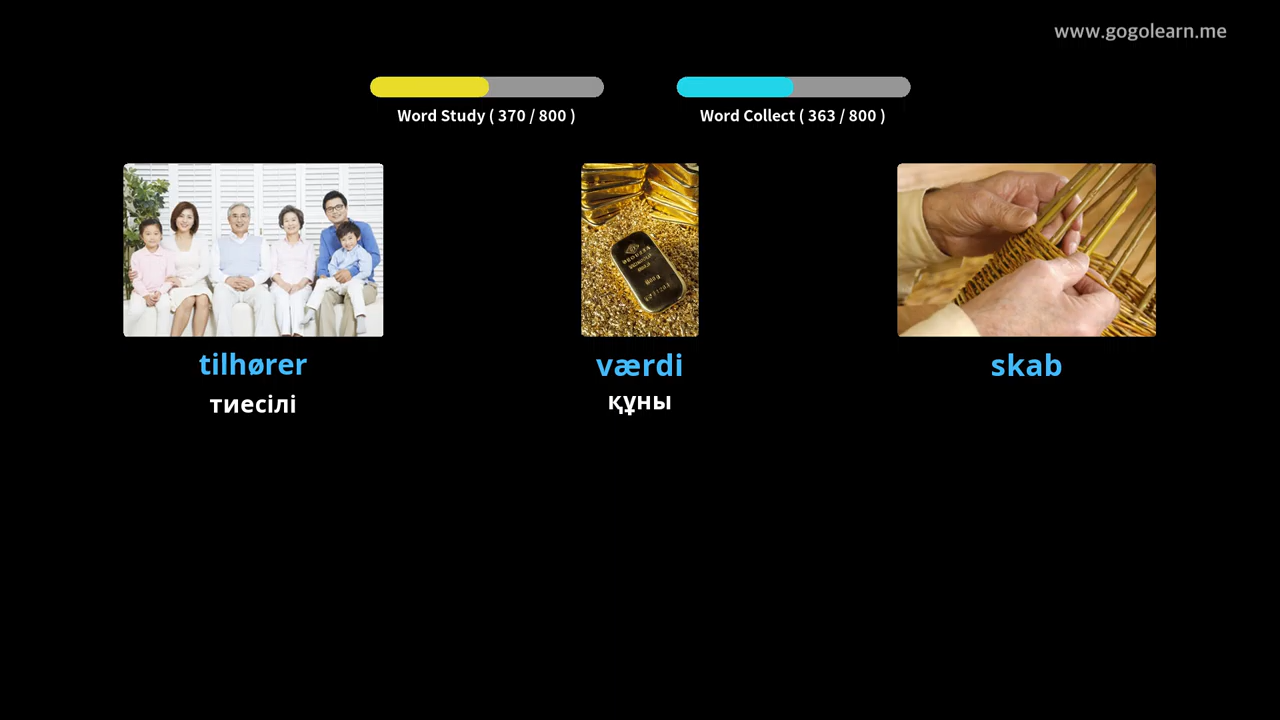 www.gogolearn.me
Word Study ( 370 / 800 )
Word Collect ( 363 / 800 )
tilhører
værdi
skab
тиесілі
құны